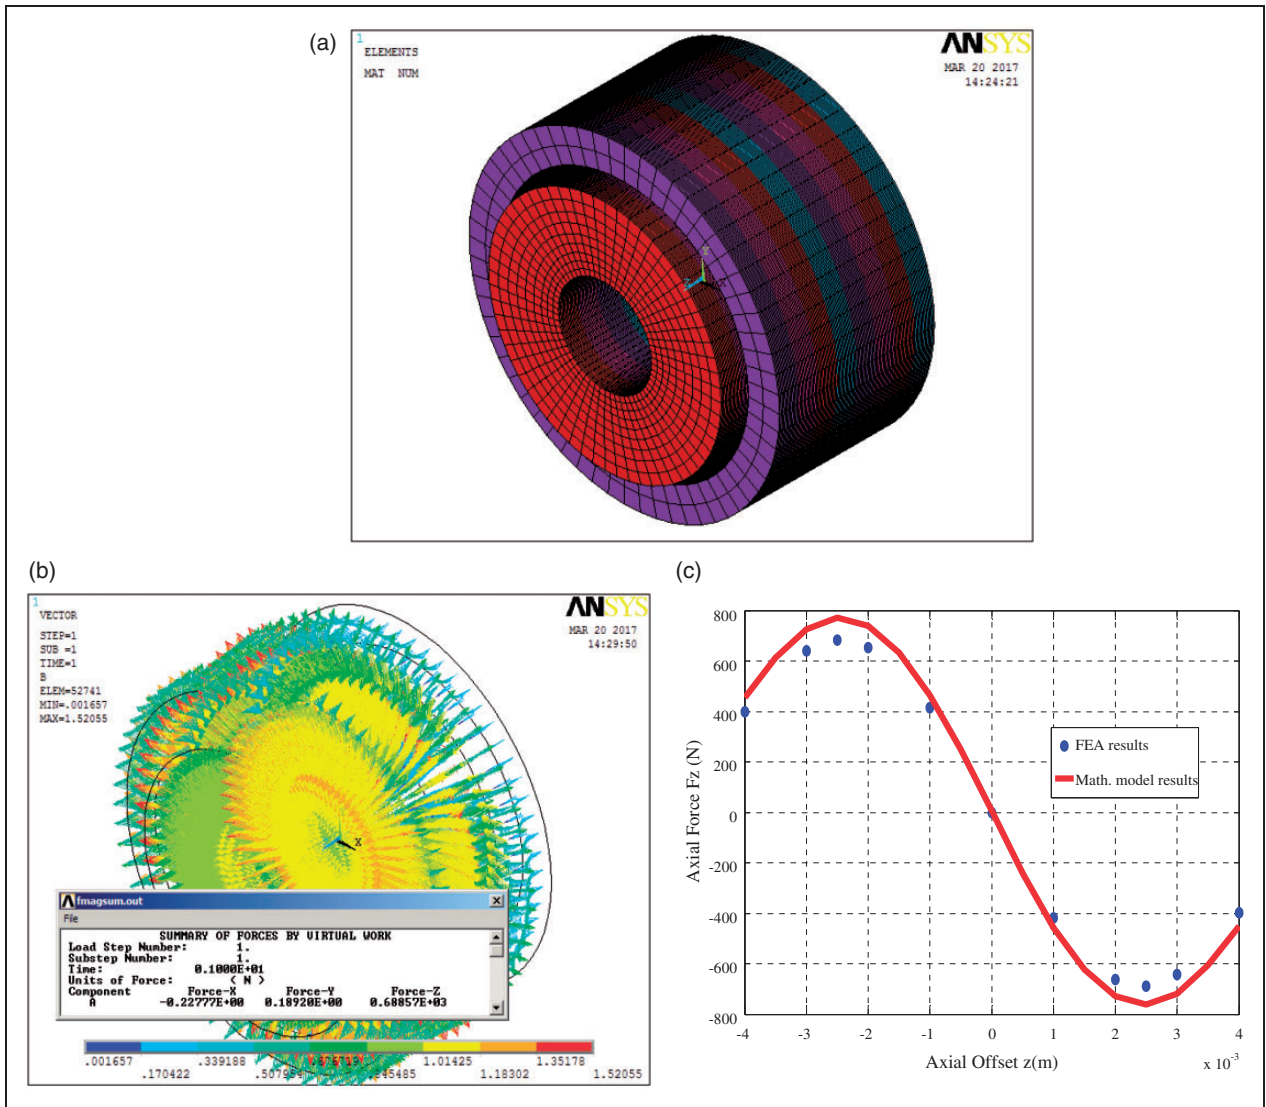 (a)
1
ELEMENTS
MAT NUM
ANSYS
MAR 20 2017
14:24:21
Y
Z
X
(b)
1
VECTOR
STEP=1
SUB =1
TIME=1
B
ELEM=52741
MIN=.001657
MAX=1.52055
ANSYS
MAR 20 2017
14:29:50
X
fmagsum.out
File
SUMMARY OF FORCES BY VIRTUAL WORK
Load Step Number: 1.
Substep Number: 1.
Time: 0.1000E+01
Units of Force: ( N )
Component Force-X Force-Y Force-Z
A -0.22777E+00 0.18920E+00 0.68857E+03
.001657 .339188 1.01425 1.35178
.170422 1.18302 1.52055
(c)
800
600
400
200
0
-200
-400
-600
-800
Axial Force Fz (N)
FEA results
Math. model results
-4 -3 -2 -1 0 1 2 3 4
Axial Offset z(m)
x 10⁻³